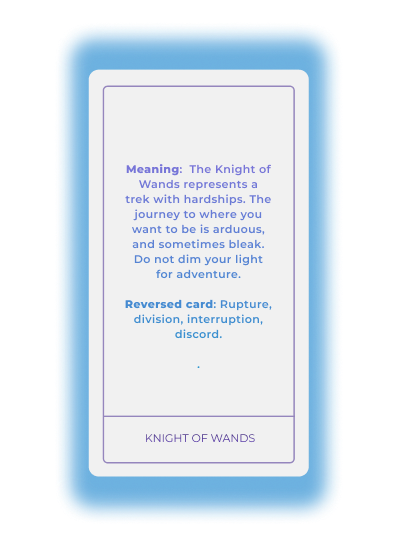 Meaning:  The Knight of
Wands represents a
trek with hardships. The
journey to where you
want to be is arduous,
and sometimes bleak.
Do not dim your light
for adventure.
Reversed card: Rupture,
division, interruption,
discord.
.
KNIGHT OF WANDS